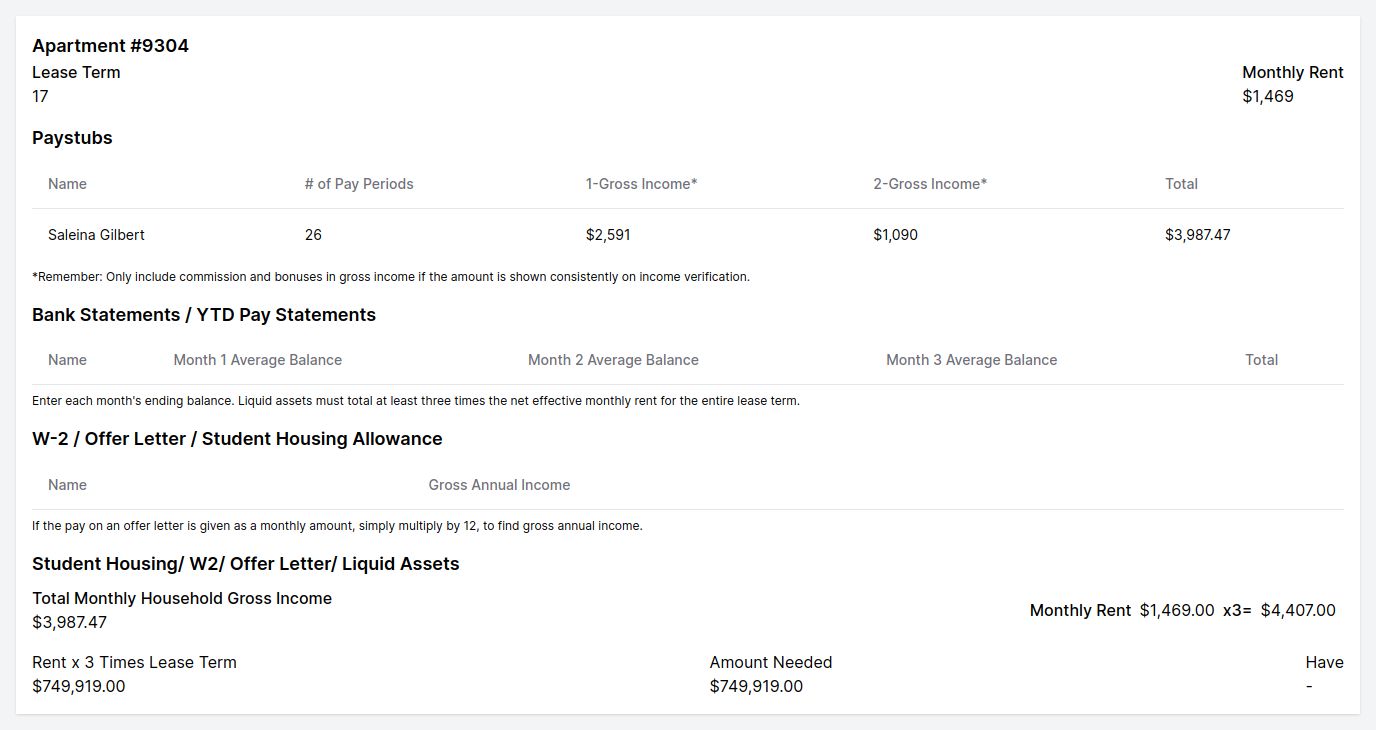 Apartment #9304
Lease Term
Monthly Rent
17
$1,469
Paystubs
Name # of Pay Periods 1-Gross Income* 2-Gross Income* Total
Saleina Gilbert 26 $2,591 $1,090 $3,987.47
*Remember: Only include commission and bonuses in gross income if the amount is shown consistently on income verification.
Bank Statements / YTD Pay Statements
Name Month 1 Average Balance Month 2 Average Balance Month 3 Average Balance Total
Enter each month's ending balance. Liquid assets must total at least three times the net effective monthly rent for the entire lease term.
W-2 / Offer Letter / Student Housing Allowance
Name Gross Annual Income
If the pay on an offer letter is given as a monthly amount, simply multiply by 12, to find gross annual income.
Student Housing/ W2/ Offer Letter/ Liquid Assets
Total Monthly Household Gross Income
$3,987.47
Monthly Rent $1,469.00 x3= $4,407.00
Rent x 3 Times Lease Term Amount Needed Have
$749,919.00 $749,919.00 -